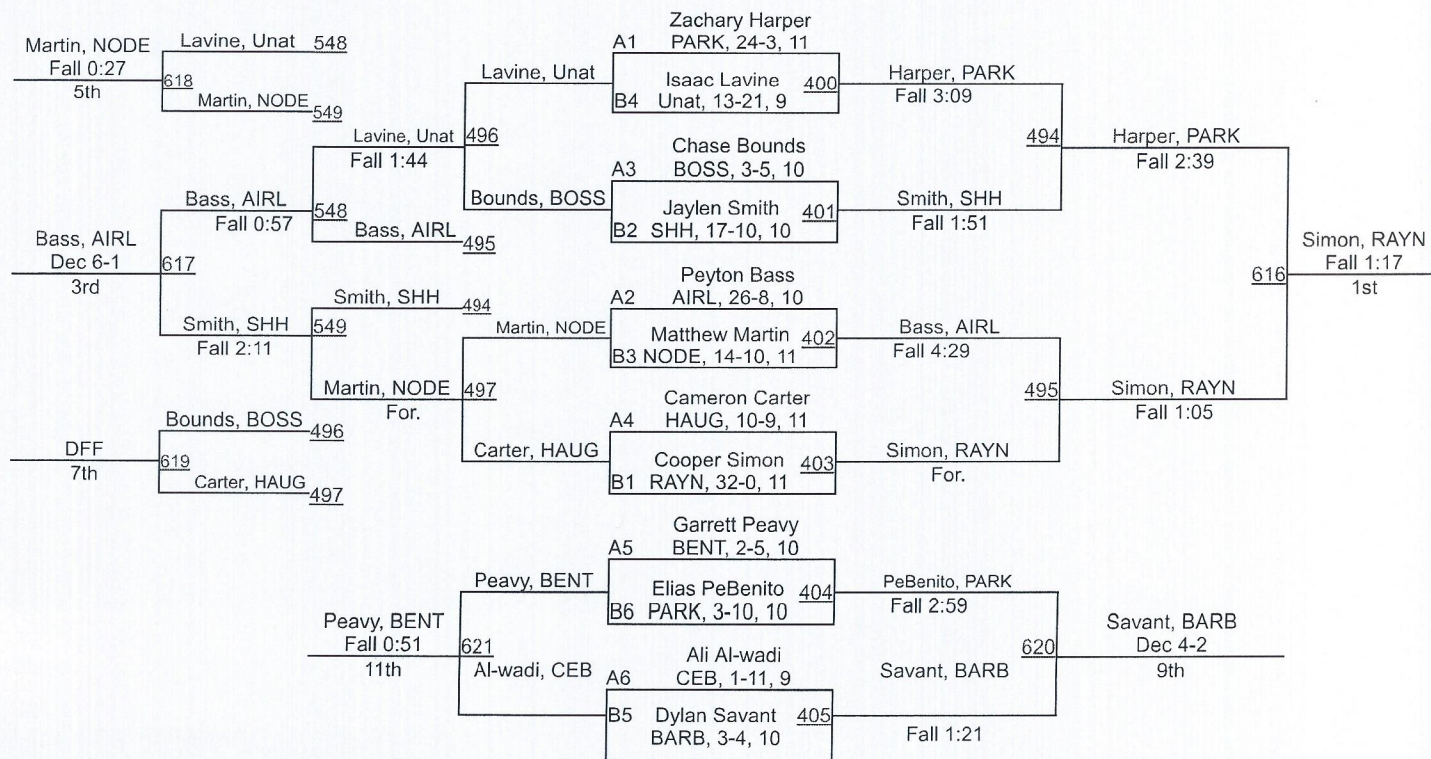 Zachary Harper
A1 PARK, 24-3, 11
Isaac Lavine 400
B4 Unat, 13-21, 9
Chase Bounds
A3 BOSS, 3-5, 10
Jaylen Smith 401
B2 SHH, 17-10, 10
Peyton Bass
A2 AIRL, 26-8, 10
Matthew Martin 402
B3 NODE, 14-10, 11
Cameron Carter
A4 HAUG, 10-9, 11
Cooper Simon 403
B1 RAYN, 32-0, 11
Garrett Peavy
A5 BENT, 2-5, 10
Elias PeBenito 404
B6 PARK, 3-10, 10
Ali Al-wadi
A6 CEB, 1-11, 9
B5 Dylan Savant 405
BARB, 3-4, 10
Harper, PARK
Fall 3:09
494
Smith, SHH
Fall 1:51
Harper, PARK
Fall 2:39
Bass, AIRL
Fall 4:29
495
Simon, RAYN
For.
Simon, RAYN
Fall 1:05
616
Simon, RAYN
Fall 1:17
1st
PeBenito, PARK
Fall 2:59
620
Savant, BARB
Fall 1:21
Savant, BARB
Dec 4-2
9th
Lavine, Unat
496
Bounds, BOSS
Lavine, Unat
Fall 1:44
548
Bass, AIRL 495
Bass, AIRL
Fall 0:57
Martin, NODE
497
Carter, HAUG
Smith, SHH 494
549
Martin, NODE
For.
Smith, SHH
Fall 2:11
617
Bass, AIRL
Dec 6-1
3rd
Lavine, Unat 548
618
Martin, NODE 549
Martin, NODE
Fall 0:27
5th
Bounds, BOSS 496
619
Carter, HAUG 497
DFF
7th
Peavy, BENT
621
Al-wadi, CEB
Peavy, BENT
Fall 0:51
11th